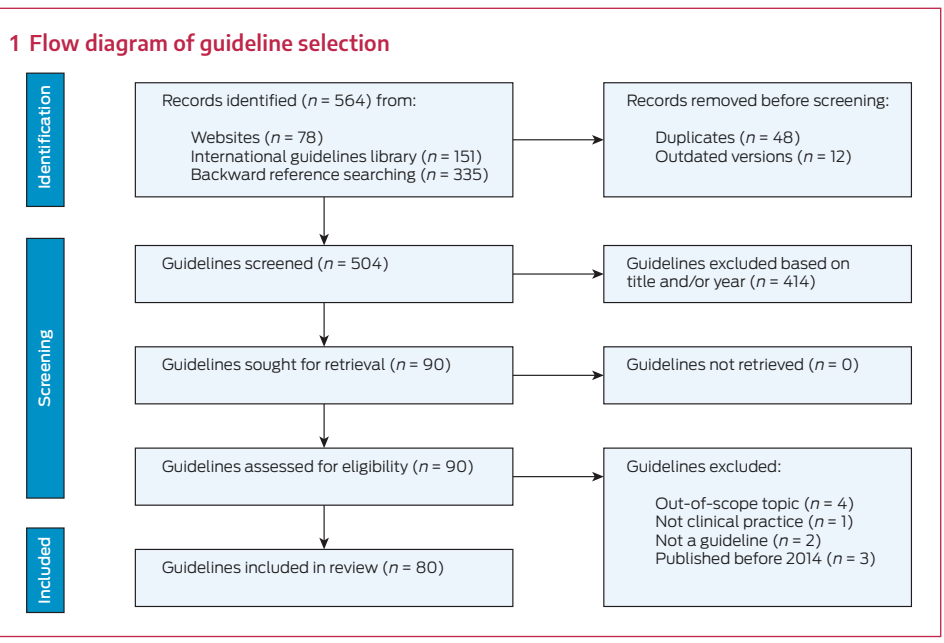 1 Flow diagram of guideline selection
Identification
Records identified (n = 564) from:
Websites (n = 78)
International guidelines library (n = 151)
Backward reference searching (n = 335)
Records removed before screening:
Duplicates (n = 48)
Outdated versions (n = 12)
Screening
Guidelines screened (n = 504)
Guidelines excluded based on
title and/or year (n = 414)
Guidelines sought for retrieval (n = 90)
Guidelines not retrieved (n = 0)
Guidelines assessed for eligibility (n = 90)
Guidelines excluded:
Out-of-scope topic (n = 4)
Not clinical practice (n = 1)
Not a guideline (n = 2)
Published before 2014 (n = 3)
Included
Guidelines included in review (n = 80)